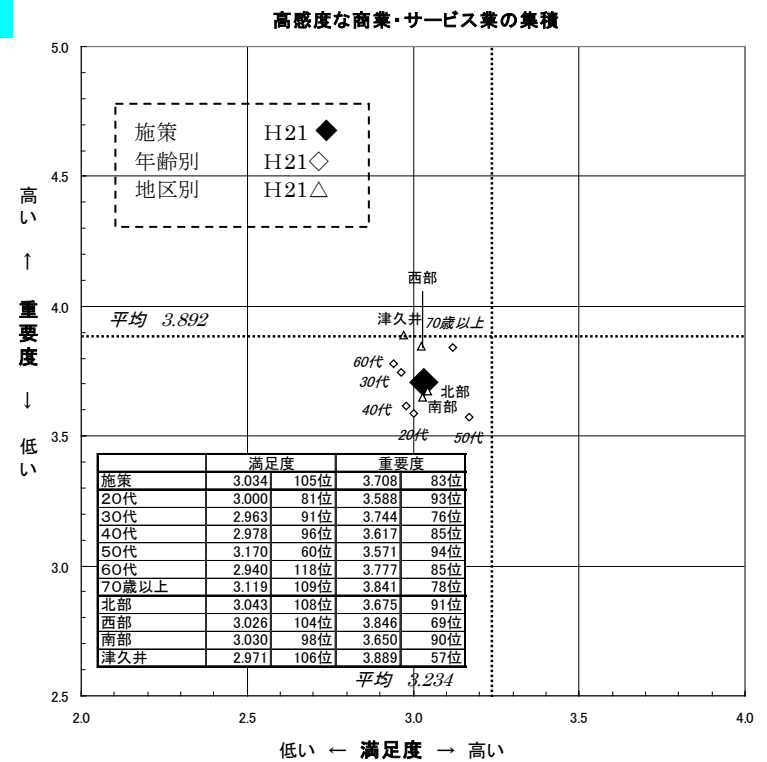 高感度な商業・サービス業の集積
5.0
施策 H21 ◆
年齢別 H21◇
地区別 H21△
4.5
高い ↑ 重要度 ↓ 低い
西部
4.0
平均 3.892
津久井 70歳以上
60代
30代
北部
40代
南部
20代
50代
3.5
満足度 重要度
施策 3.034 105位 3.708 83位
20代 3.000 81位 3.588 93位
30代 2.963 91位 3.744 76位
40代 2.978 96位 3.617 85位
50代 3.170 60位 3.571 94位
3.0
60代 2.940 118位 3.777 85位
70歳以上 3.119 109位 3.841 78位
北部 3.043 108位 3.675 91位
西部 3.026 104位 3.846 69位
南部 3.030 98位 3.650 90位
津久井 2.971 106位 3.889 57位
平均 3.234
2.5
2.0 2.5 3.0 3.5 4.0
低い ← 満足度 → 高い